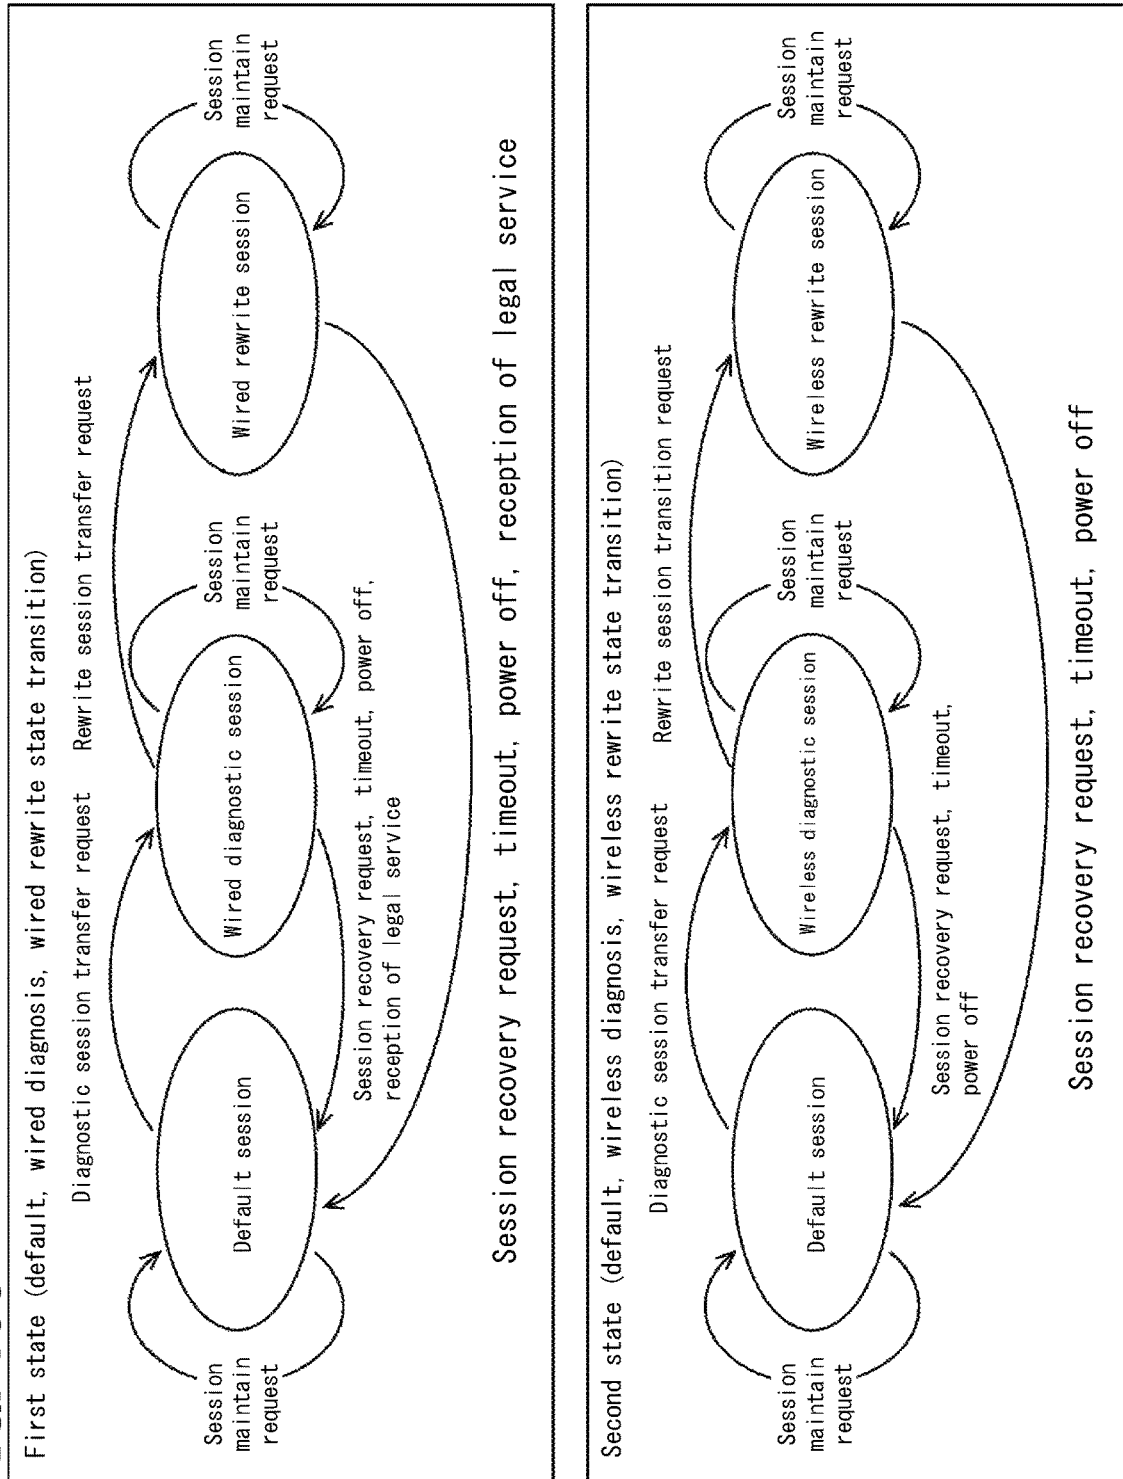 First state (default, wired diagnosis, wired rewrite state transition)
Diagnostic session transfer request
Rewrite session transfer request
Session
maintain
request
Default session
Wired diagnostic session
Session
maintain
request
Wired rewrite session
Session
maintain
request
Session recovery request, timeout, power off,
reception of legal service
Session recovery request, timeout, power off, reception of legal service
Second state (default, wireless diagnosis, wireless rewrite state transition)
Diagnostic session transfer request
Rewrite session transition request
Session
maintain
request
Default session
Wireless diagnostic session
Session
maintain
request
Wireless rewrite session
Session
maintain
request
Session recovery request, timeout,
power off
Session recovery request, timeout, power off